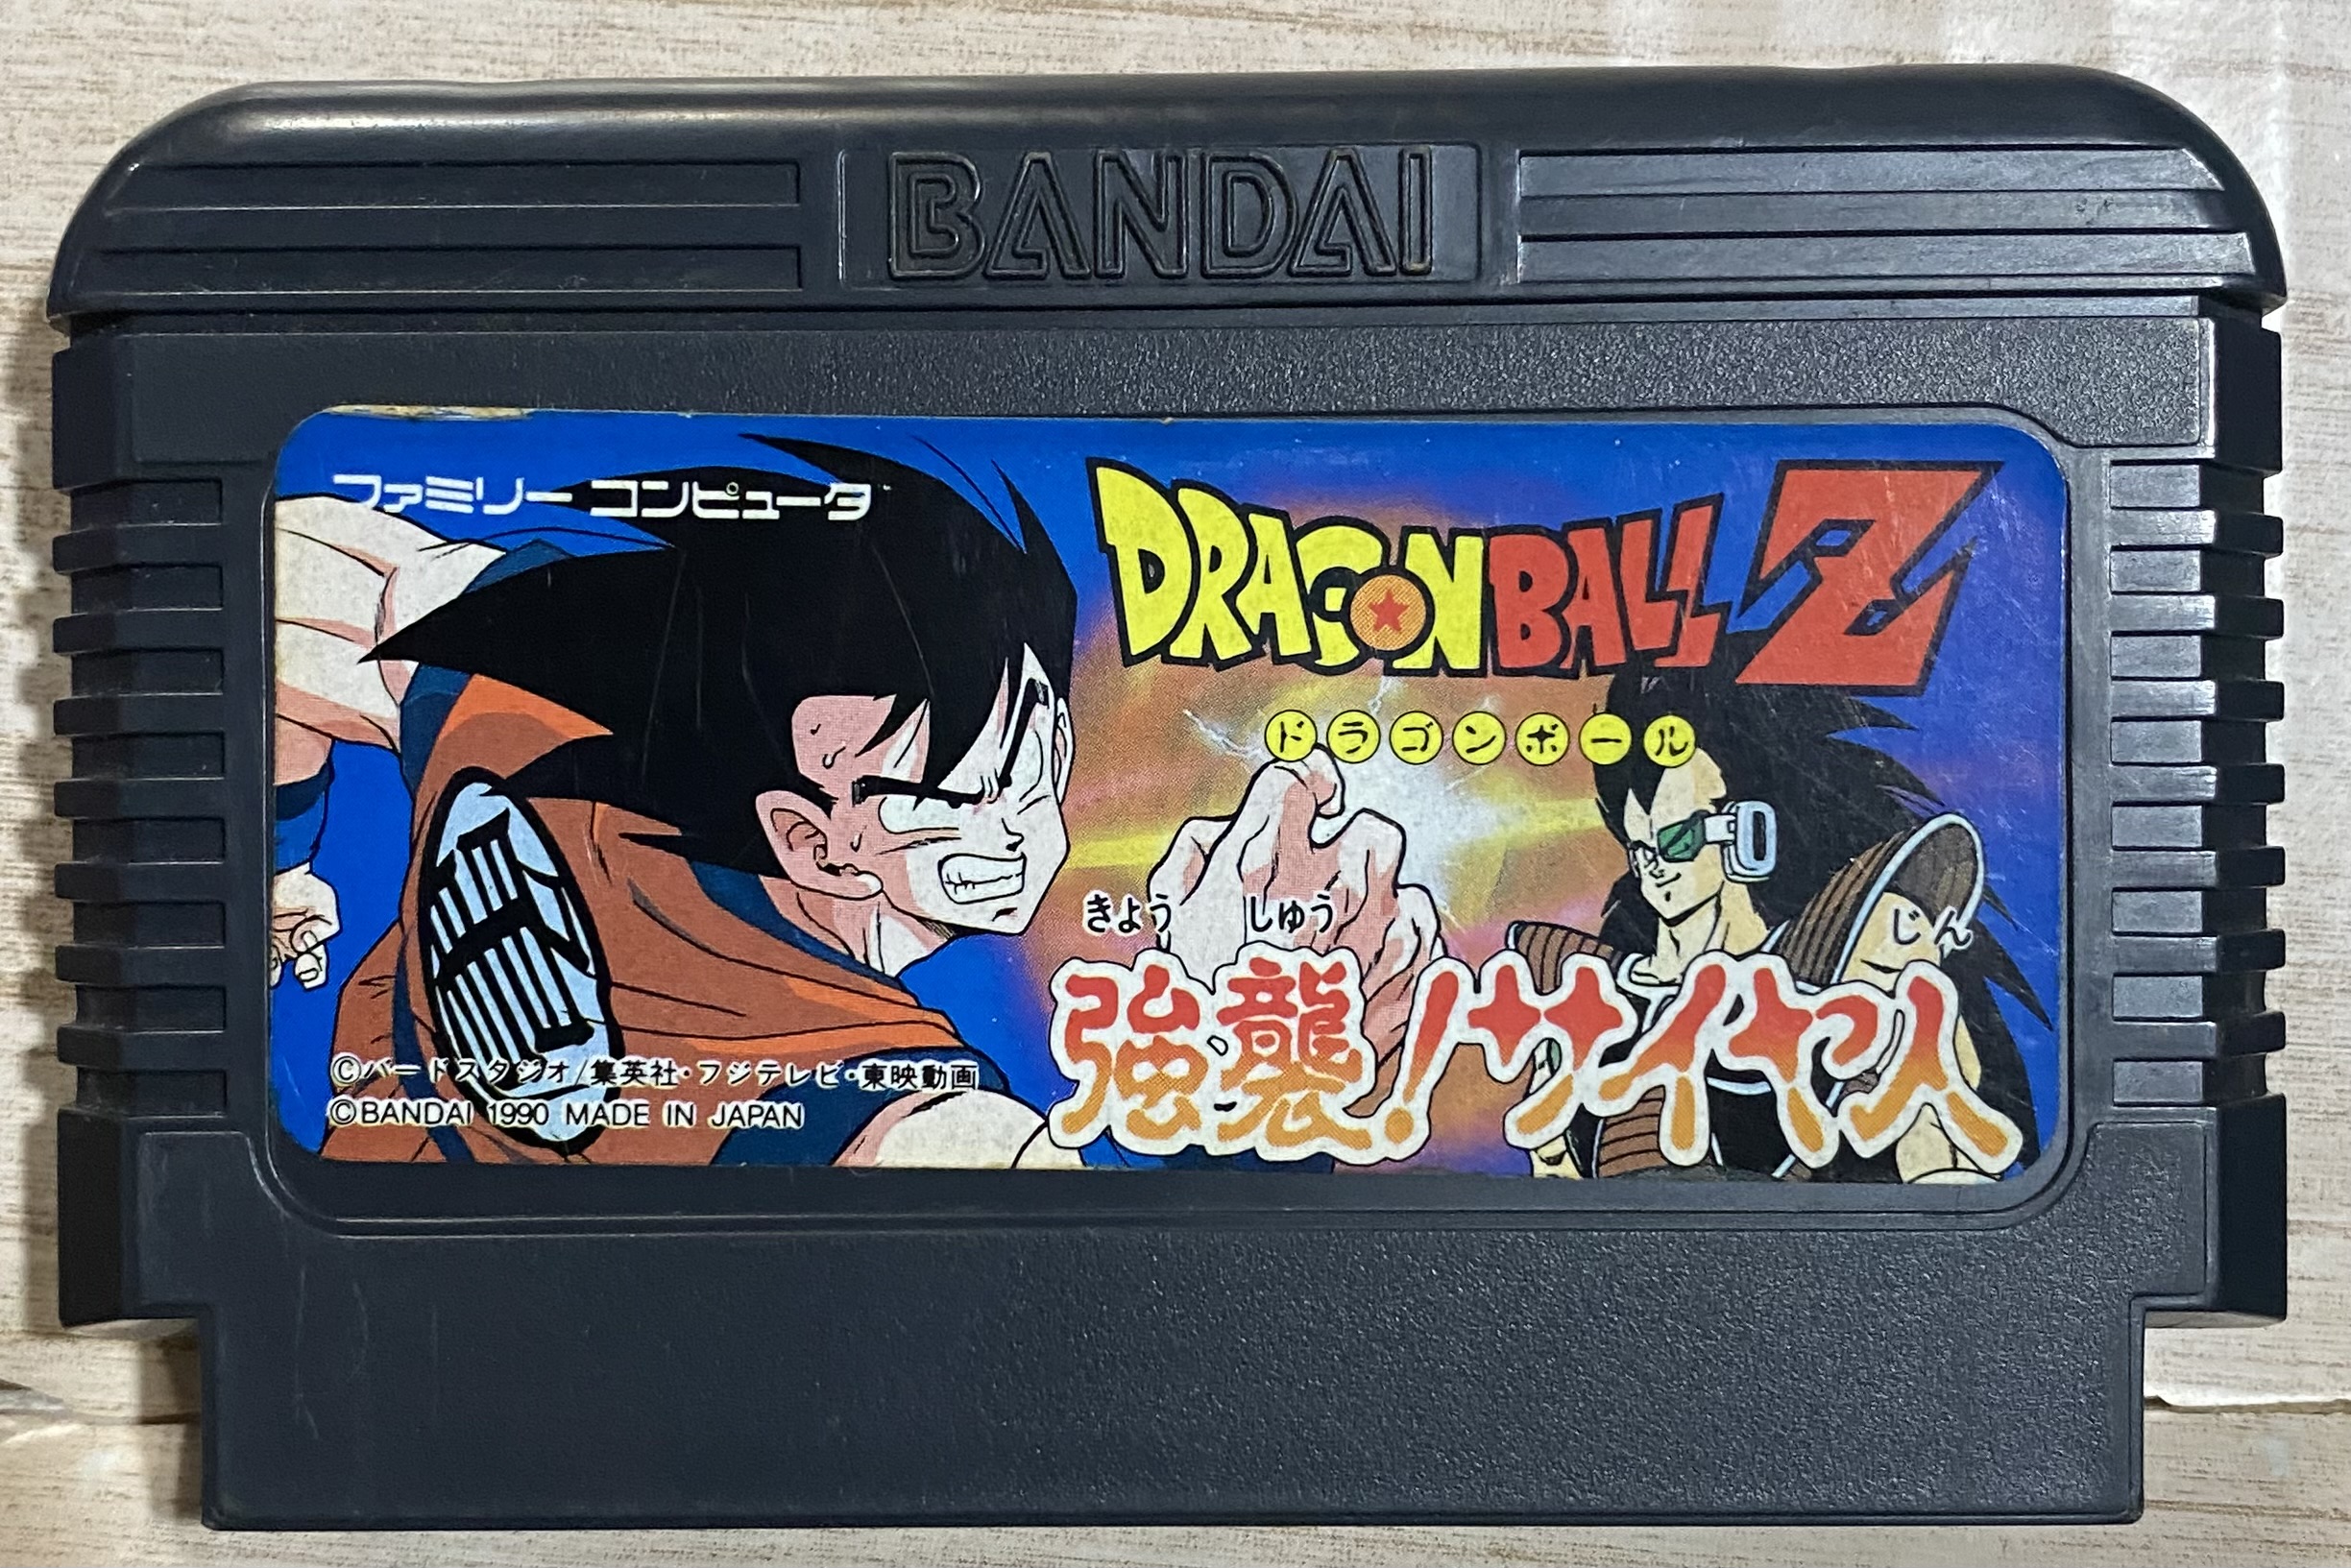 BANDAI
ファミリー コンピュータ
DRAGONBALL Z
ドラゴンボール
きょう しゅう じん
強襲!サイヤ人
©バードスタジオ/集英社・フジテレビ・東映動画
©BANDAI 1990 MADE IN JAPAN